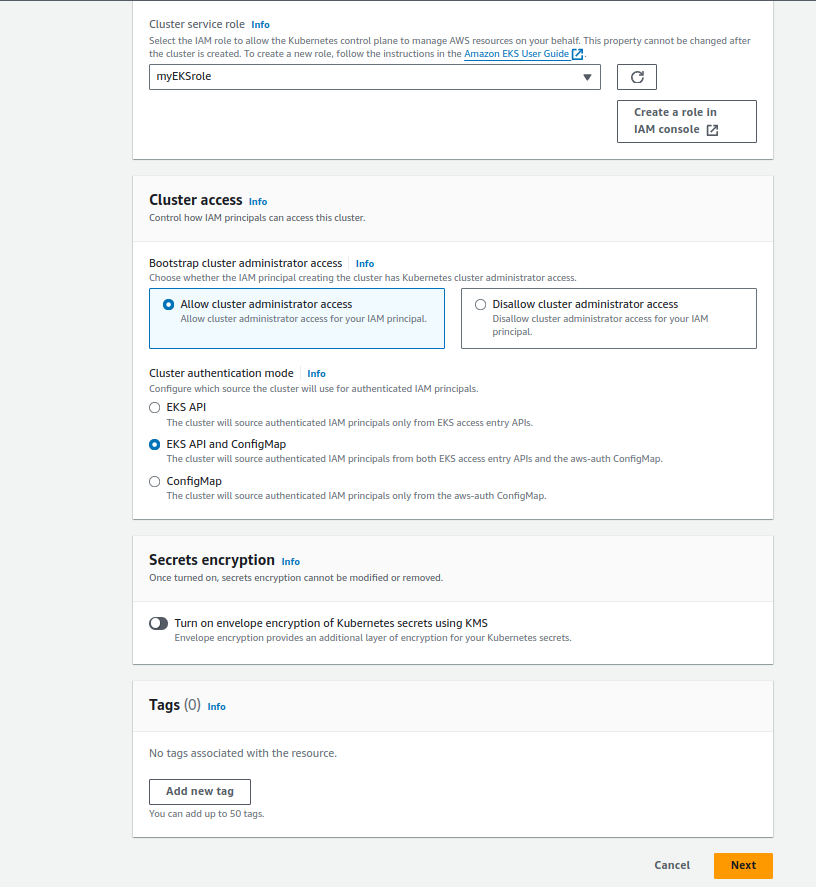 Cluster service role Info
Select the IAM role to allow the Kubernetes control plane to manage AWS resources on your behalf. This property cannot be changed after
the cluster is created. To create a new role, follow the instructions in the Amazon EKS User Guide.
myEKSrole
Create a role in
IAM console
Cluster access Info
Control how IAM principals can access this cluster.
Bootstrap cluster administrator access Info
Choose whether the IAM principal creating the cluster has Kubernetes cluster administrator access.
Allow cluster administrator access
Allow cluster administrator access for your IAM principal.
Disallow cluster administrator access
Disallow cluster administrator access for your IAM
principal.
Cluster authentication mode Info
Configure which source the cluster will use for authenticated IAM principals.
EKS API
The cluster will source authenticated IAM principals only from EKS access entry APIs.
EKS API and ConfigMap
The cluster will source authenticated IAM principals from both EKS access entry APIs and the aws-auth ConfigMap.
ConfigMap
The cluster will source authenticated IAM principals only from the aws-auth ConfigMap.
Secrets encryption Info
Once turned on, secrets encryption cannot be modified or removed.
Turn on envelope encryption of Kubernetes secrets using KMS
Envelope encryption provides an additional layer of encryption for your Kubernetes secrets.
Tags (0) Info
No tags associated with the resource.
Add new tag
You can add up to 50 tags.
Cancel Next